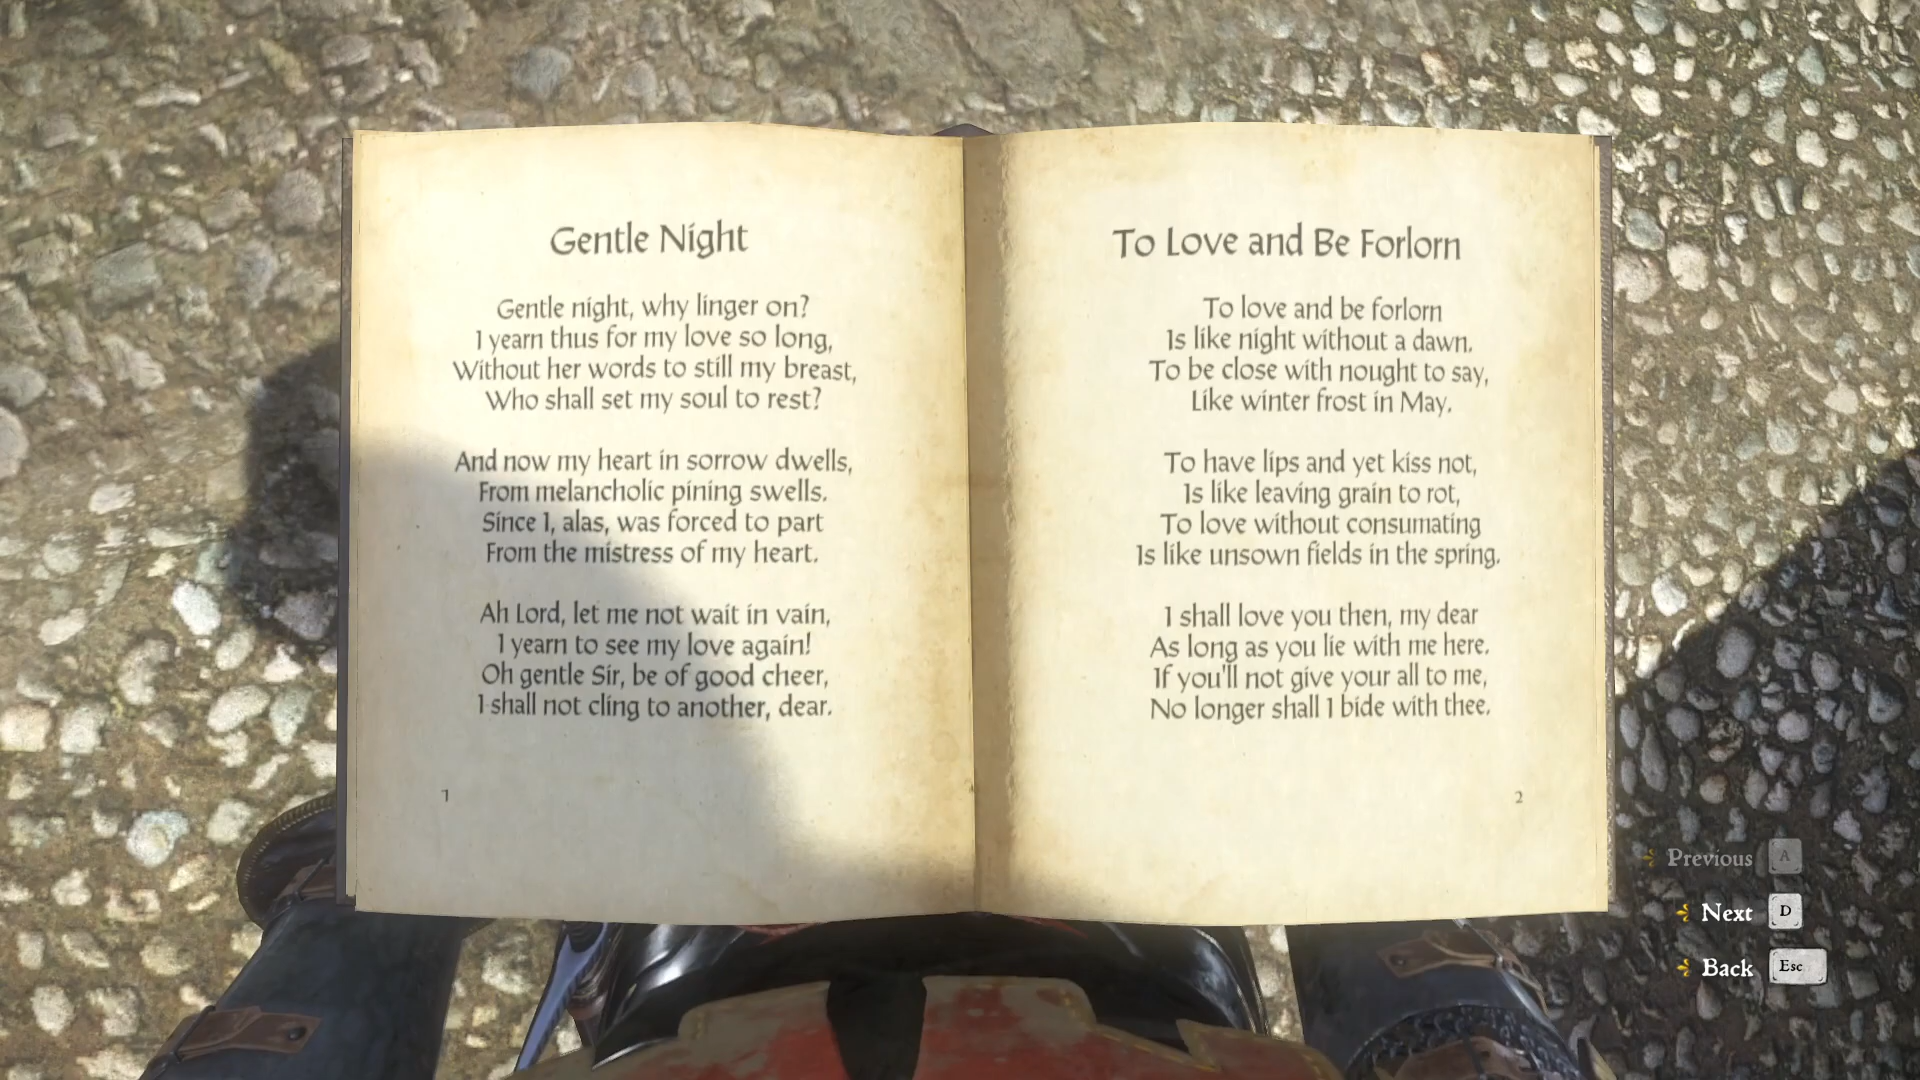 Gentle Night
Gentle night, why linger on?
I yearn thus for my love so long,
Without her words to still my breast,
Who shall set my soul to rest?
And now my heart in sorrow dwells,
From melancholic pining swells.
Since I, alas, was forced to part
From the mistress of my heart.
Ah Lord, let me not wait in vain,
I yearn to see my love again!
Oh gentle Sir, be of good cheer,
I shall not cling to another, dear.
1
To Love and Be Forlorn
To love and be forlorn
Is like night without a dawn.
To be close with nought to say,
Like winter frost in May.
To have lips and yet kiss not,
Is like leaving grain to rot,
To love without consumating
Is like unsown fields in the spring.
I shall love you then, my dear
As long as you lie with me here.
If you'll not give your all to me,
No longer shall I bide with thee.
2
Previous A
Next D
Back Esc